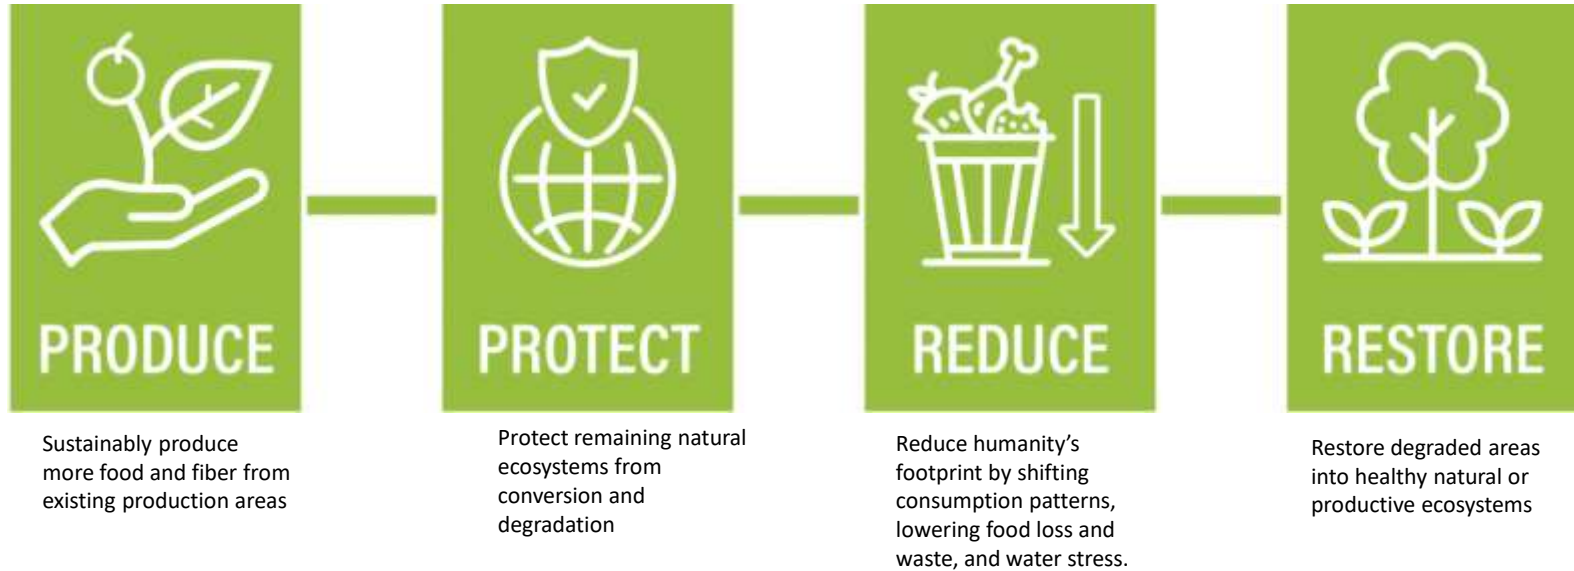 PRODUCE
Sustainably produce
more food and fiber from
existing production areas
PROTECT
Protect remaining natural
ecosystems from
conversion and
degradation
REDUCE
Reduce humanity’s
footprint by shifting
consumption patterns,
lowering food loss and
waste, and water stress.
RESTORE
Restore degraded areas
into healthy natural or
productive ecosystems